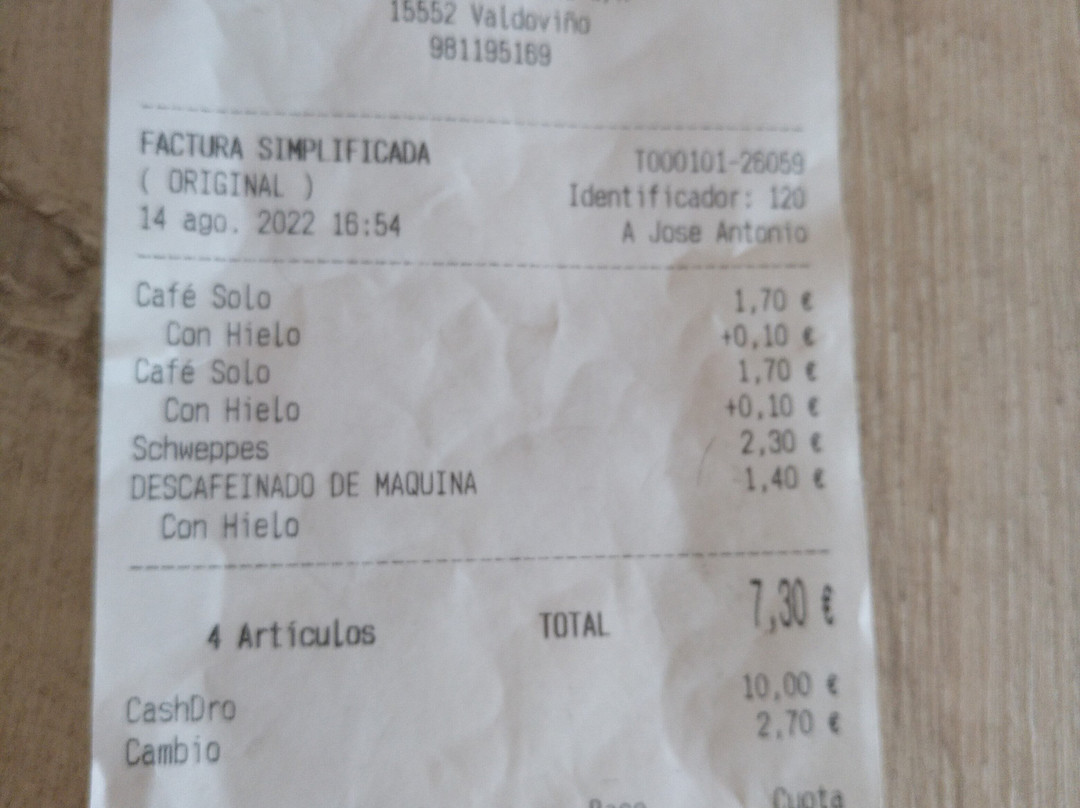 15552 Valdoviño
981195169
FACTURA SIMPLIFICADA T000101-26059
( ORIGINAL ) Identificador: 120
14 ago. 2022 16:54 A Jose Antonio
Café Solo 1,70 €
Con Hielo +0,10 €
Café Solo 1,70 €
Con Hielo +0,10 €
Schweppes 2,30 €
DESCAFEINADO DE MAQUINA 1,40 €
Con Hielo
4 Artículos TOTAL 7,30 €
CashDro 10,00 €
Cambio 2,70 €
Cuota